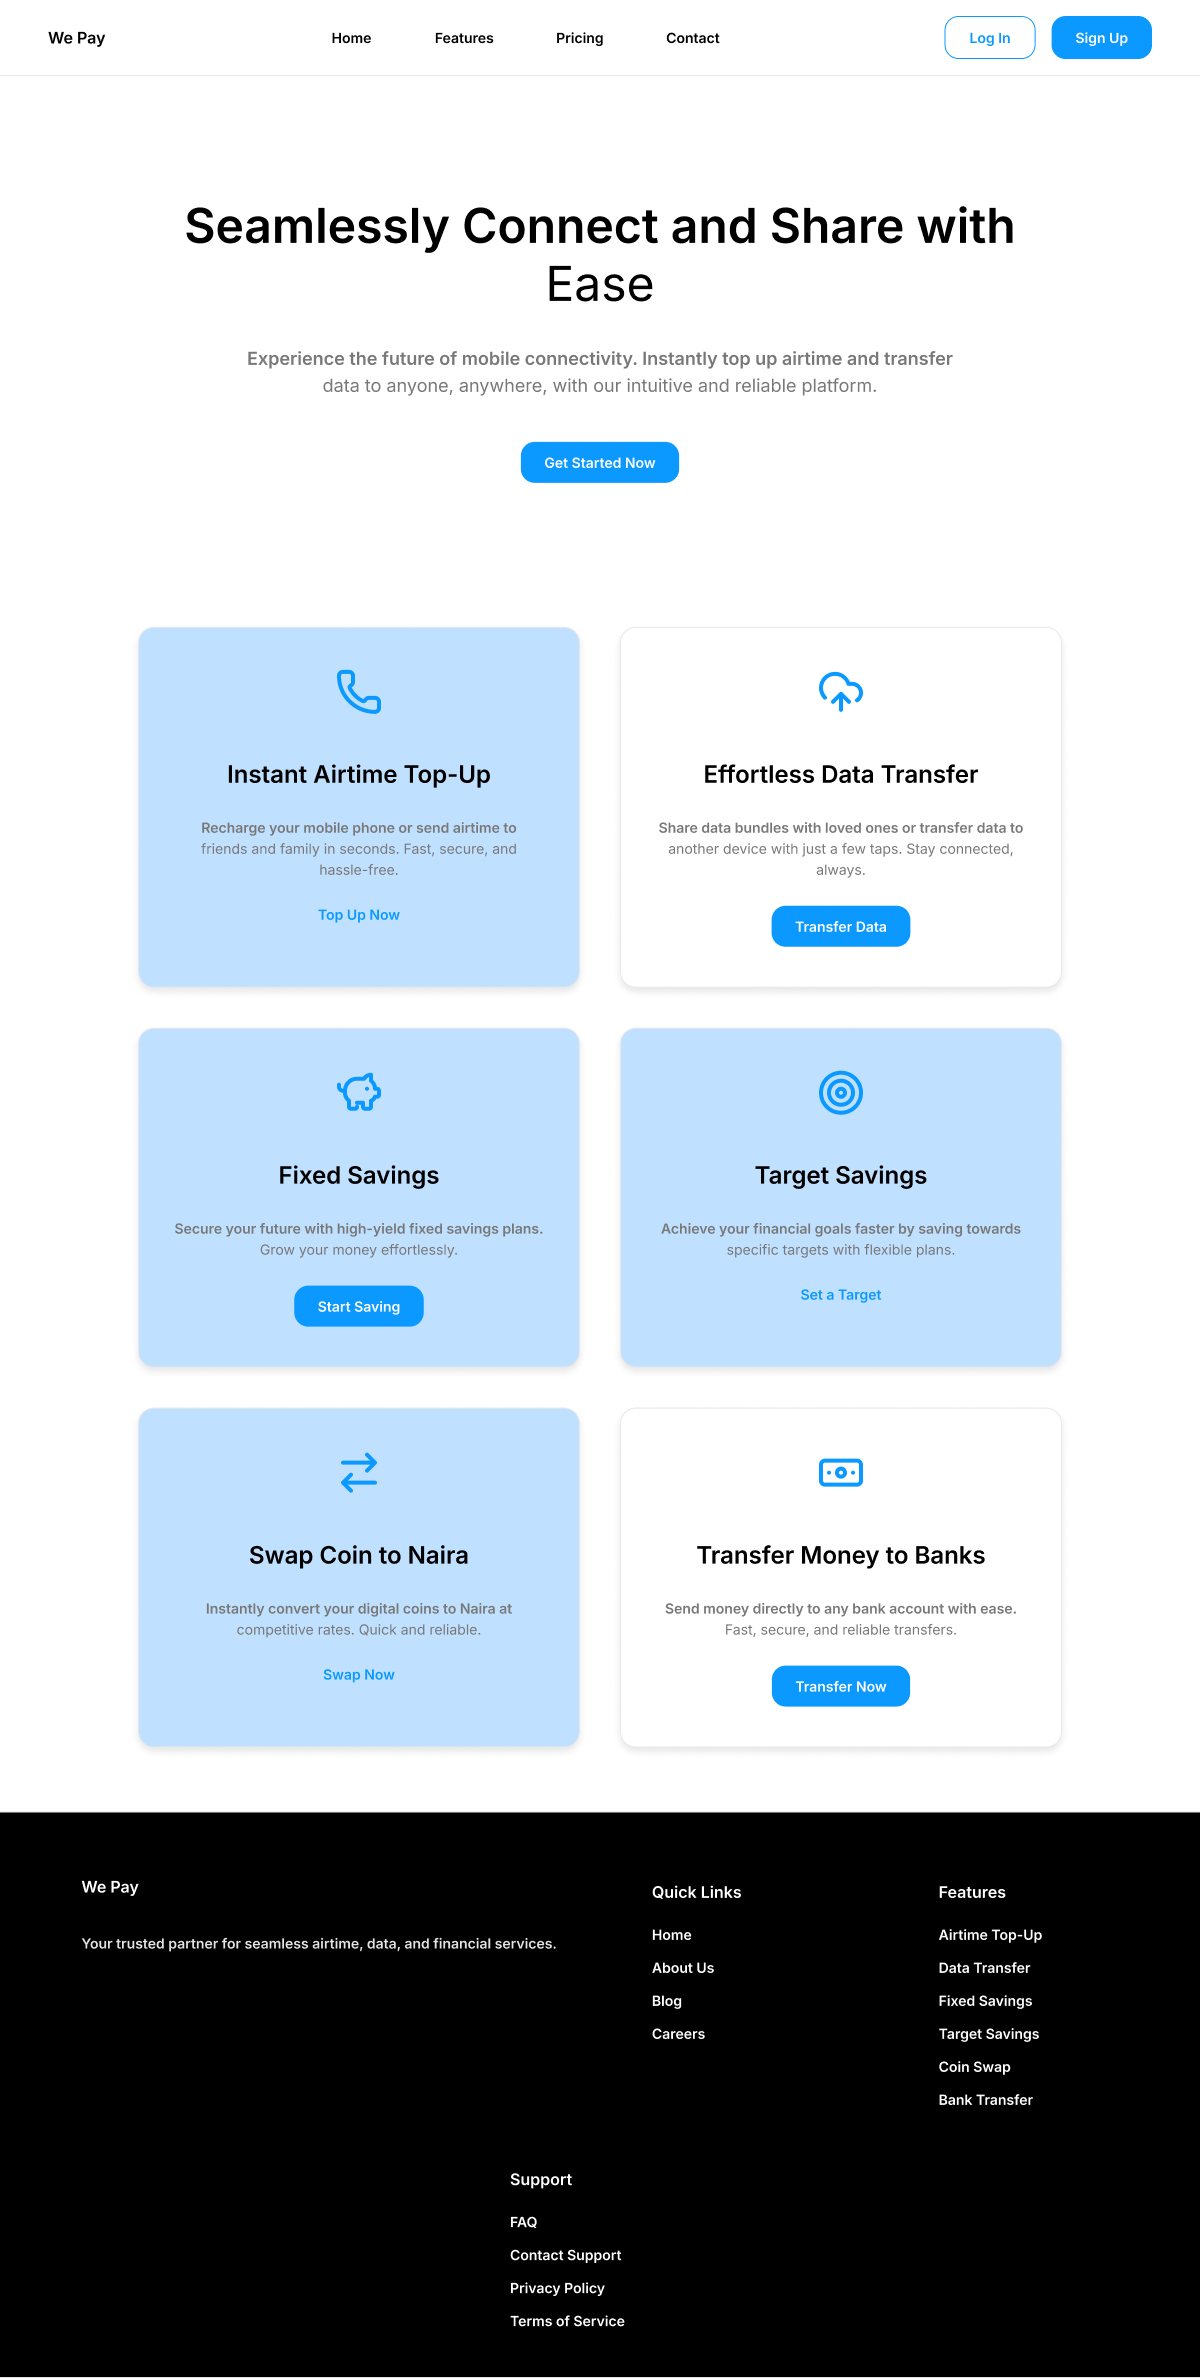 We Pay
Home
Features
Pricing
Contact
Log In
Sign Up
Seamlessly Connect and Share with
Ease
Experience the future of mobile connectivity. Instantly top up airtime and transfer
data to anyone, anywhere, with our intuitive and reliable platform.
Get Started Now
Instant Airtime Top-Up
Recharge your mobile phone or send airtime to
friends and family in seconds. Fast, secure, and
hassle-free.
Top Up Now
Effortless Data Transfer
Share data bundles with loved ones or transfer data to
another device with just a few taps. Stay connected,
always.
Transfer Data
Fixed Savings
Secure your future with high-yield fixed savings plans.
Grow your money effortlessly.
Start Saving
Target Savings
Achieve your financial goals faster by saving towards
specific targets with flexible plans.
Set a Target
Swap Coin to Naira
Instantly convert your digital coins to Naira at
competitive rates. Quick and reliable.
Swap Now
Transfer Money to Banks
Send money directly to any bank account with ease.
Fast, secure, and reliable transfers.
Transfer Now
We Pay
Your trusted partner for seamless airtime, data, and financial services.
Quick Links
Home
About Us
Blog
Careers
Features
Airtime Top-Up
Data Transfer
Fixed Savings
Target Savings
Coin Swap
Bank Transfer
Support
FAQ
Contact Support
Privacy Policy
Terms of Service